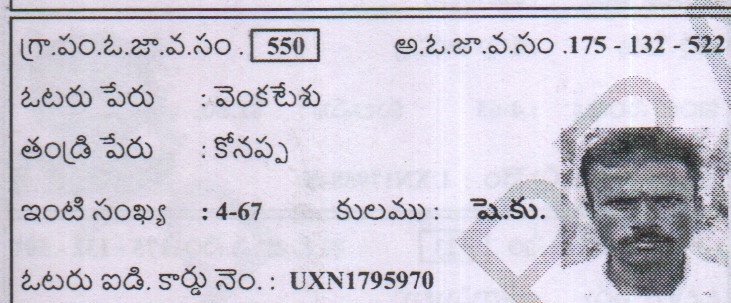 గ్రా.పం.ఓ.జా.వ.సం . 550 అ.ఓ.జా.వ.సం .175 - 132 - 522
ఓటరు పేరు : వెంకటేశు
తండ్రి పేరు : కోనప్ప
ఇంటి సంఖ్య : 4-67 కులము : షె.కు.
ఓటరు ఐడి. కార్డు నెం. : UXN1795970